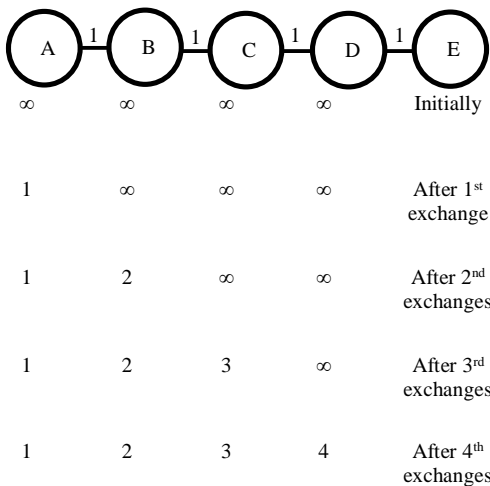 1 1 1 1
A B C D E
∞ ∞ ∞ ∞ Initially
1 ∞ ∞ ∞ After 1st
exchange
1 2 ∞ ∞ After 2nd
exchanges
1 2 3 ∞ After 3rd
exchanges
1 2 3 4 After 4th
exchanges